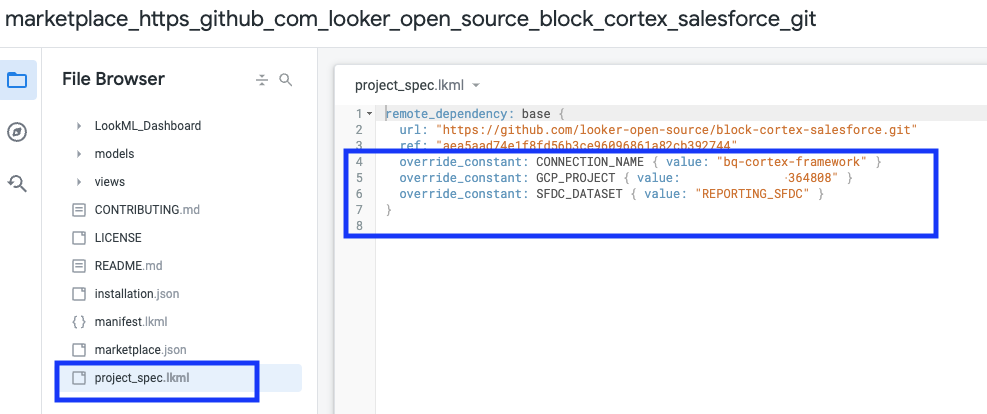 marketplace_https_github_com_looker_open_source_block_cortex_salesforce_git
File Browser
LookML_Dashboard
models
views
CONTRIBUTING.md
LICENSE
README.md
installation.json
manifest.lkml
marketplace.json
project_spec.lkml
project_spec.lkml
1 remote_dependency: base {
2 url: "https://github.com/looker-open-source/block-cortex-salesforce.git"
3 ref: "aea5aad74e1f8fd56b3ce96096861a82cb392744"
4 override_constant: CONNECTION_NAME { value: "bq-cortex-framework" }
5 override_constant: GCP_PROJECT { value: -364808" }
6 override_constant: SFDC_DATASET { value: "REPORTING_SFDC" }
7 }
8